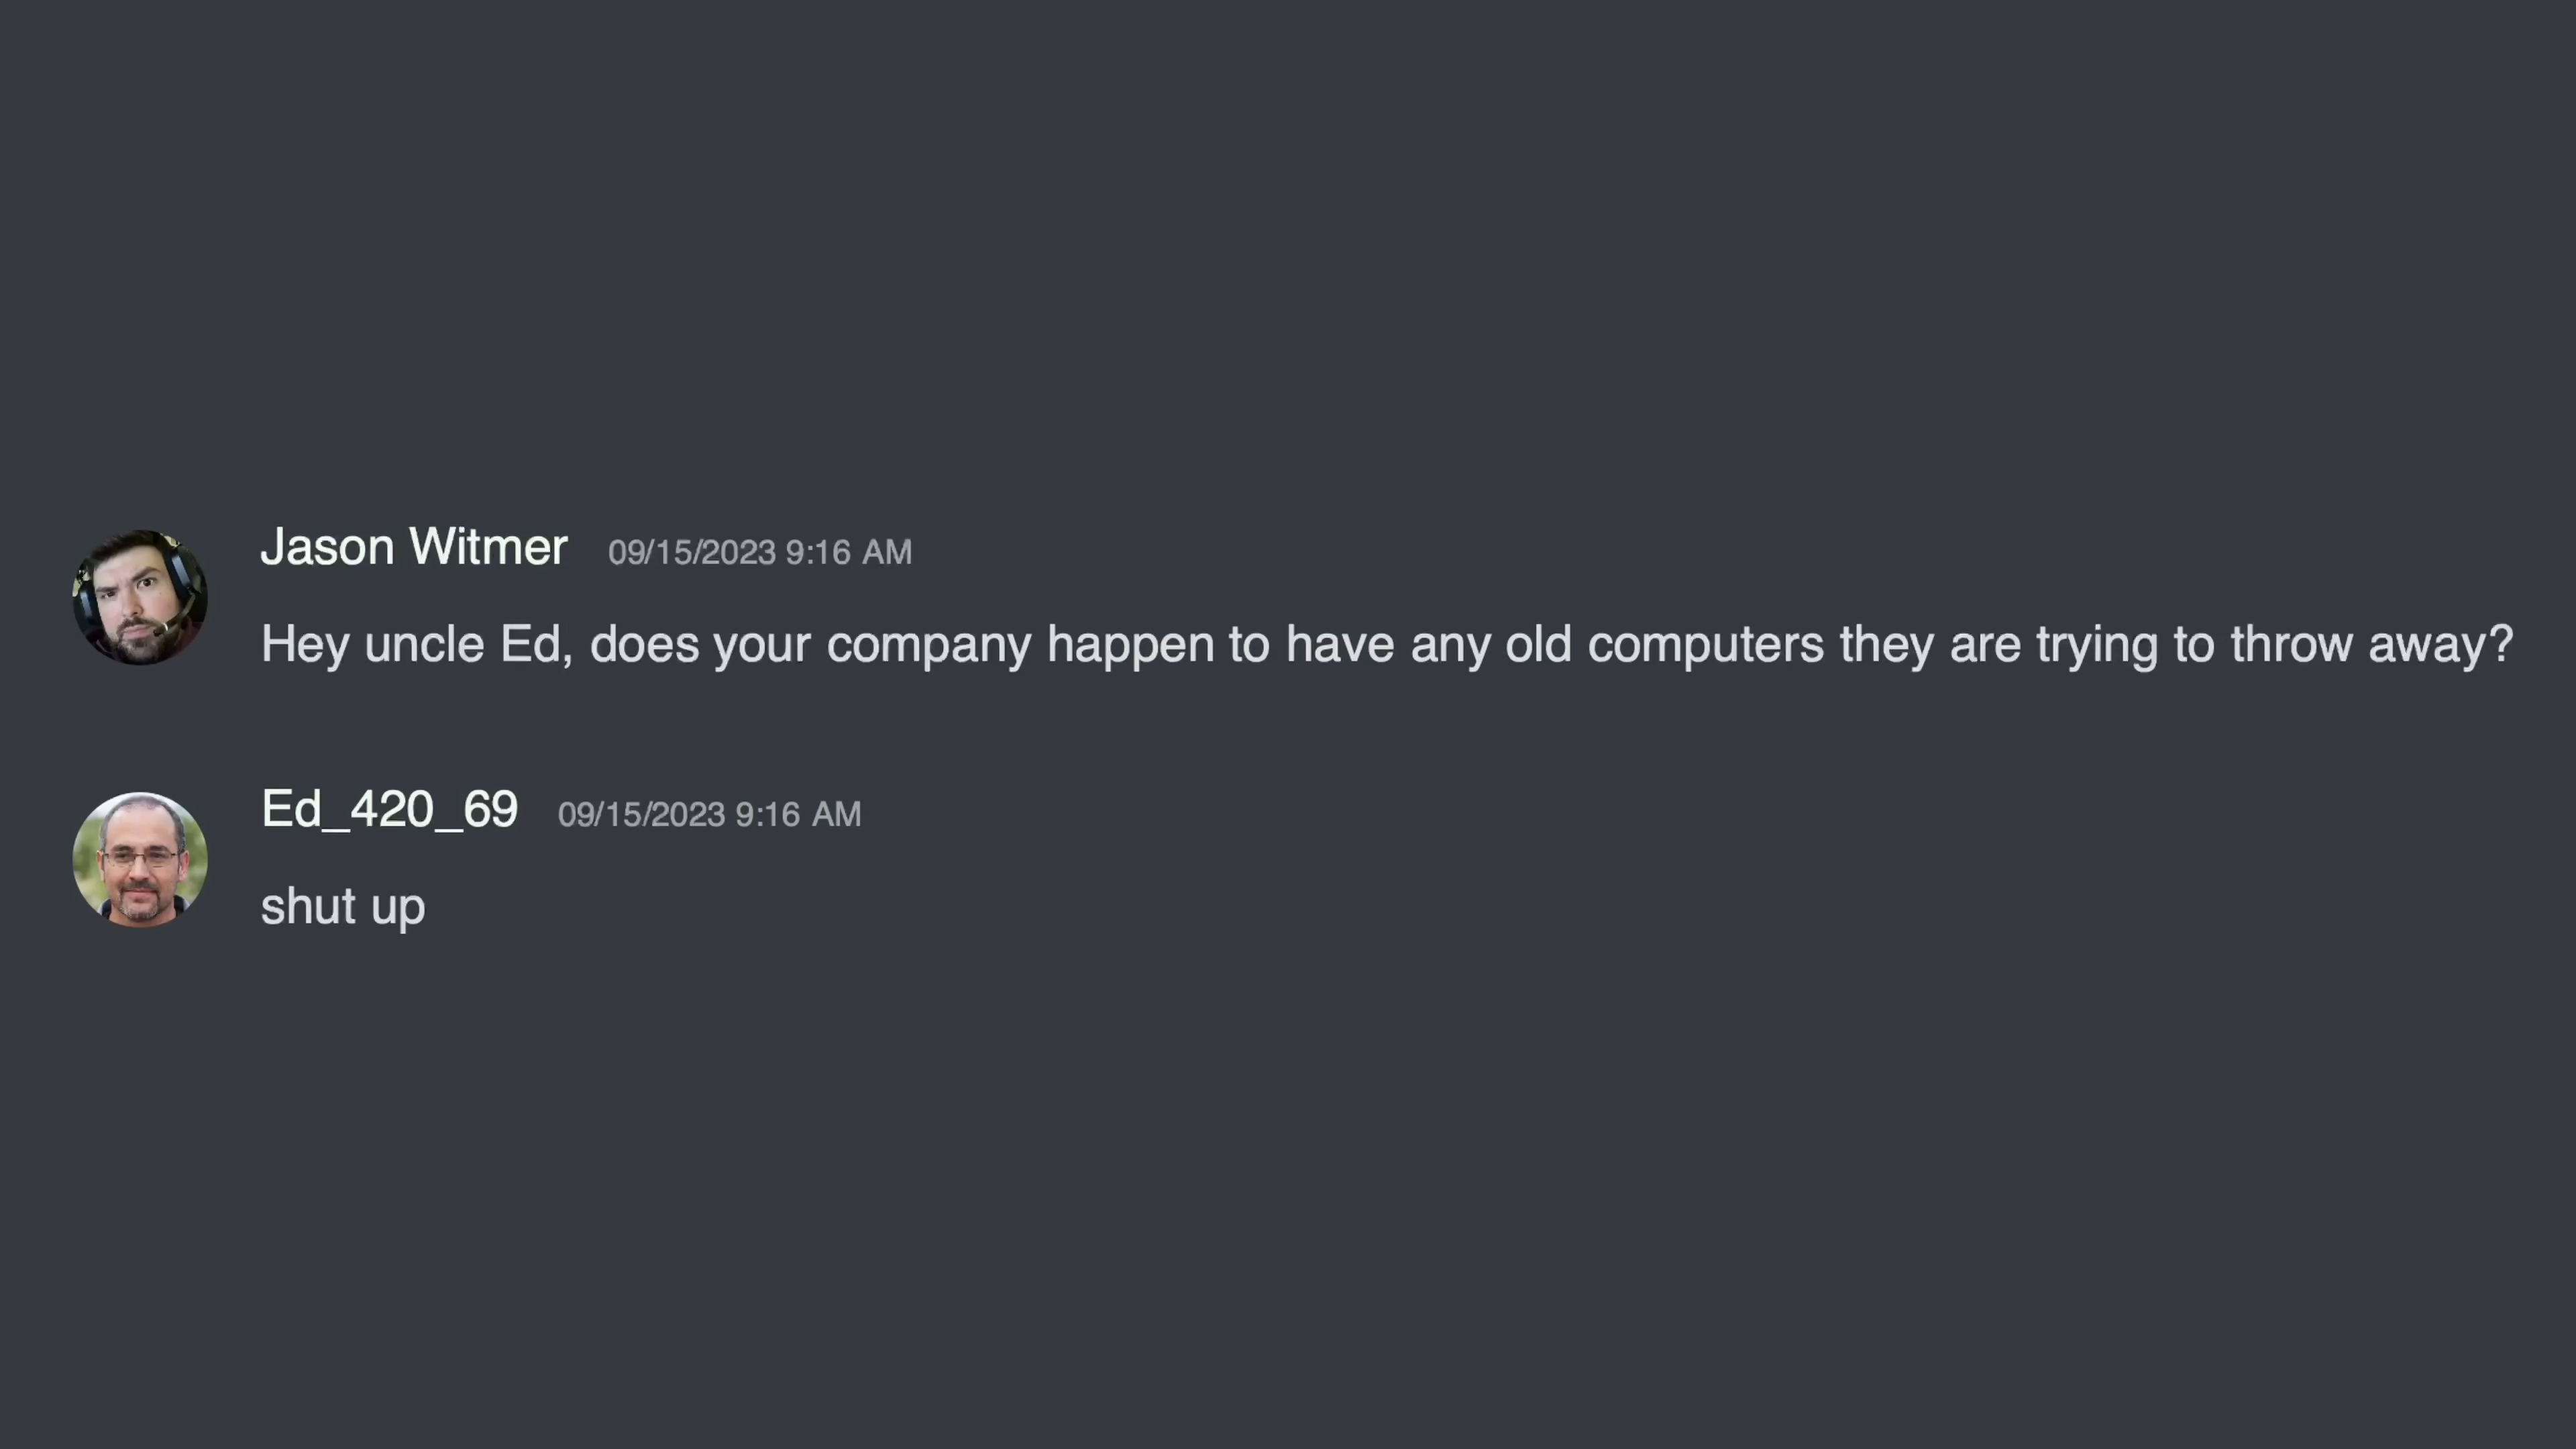 Jason Witmer 09/15/2023 9:16 AM
Hey uncle Ed, does your company happen to have any old computers they are trying to throw away?
Ed_420_69 09/15/2023 9:16 AM
shut up